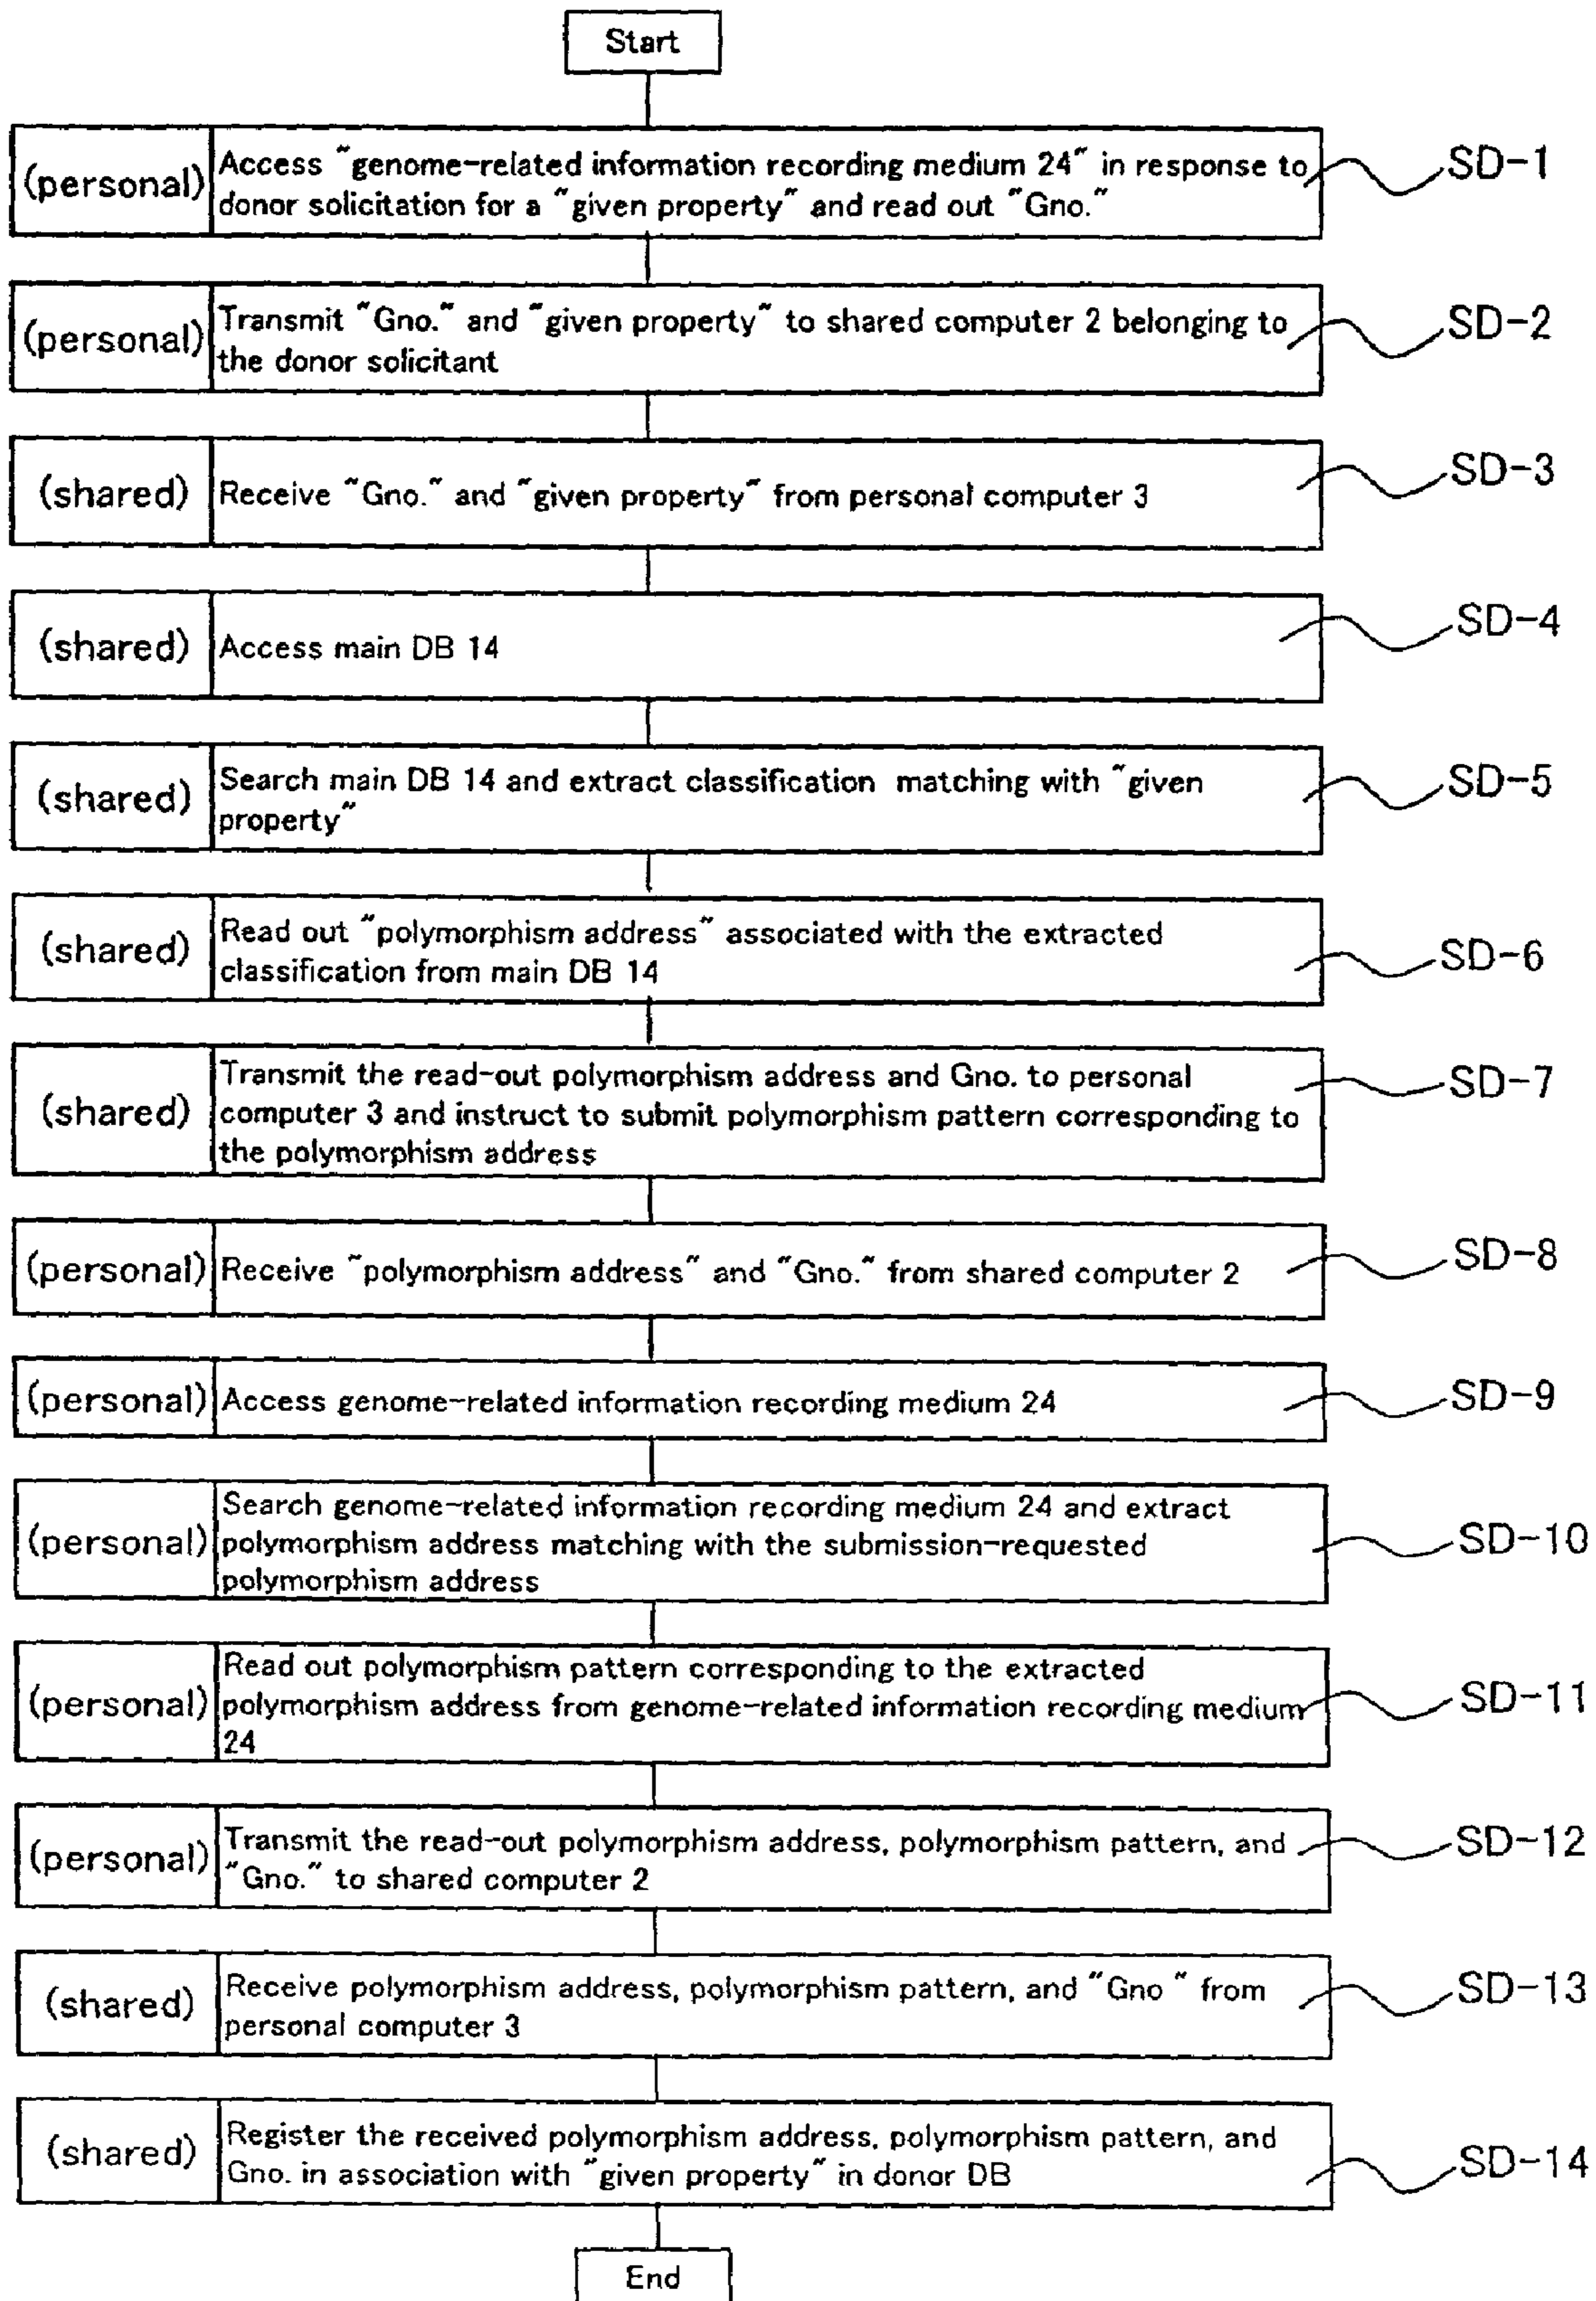 Start
(personal)
Access "genome-related information recording medium 24" in response to
donor solicitation for a "given property" and read out "Gno."
SD-1
(personal)
Transmit "Gno." and "given property" to shared computer 2 belonging to
the donor solicitant
SD-2
(shared)
Receive "Gno." and "given property" from personal computer 3
SD-3
(shared)
Access main DB 14
SD-4
(shared)
Search main DB 14 and extract classification matching with "given
property"
SD-5
(shared)
Read out "polymorphism address" associated with the extracted
classification from main DB 14
SD-6
(shared)
Transmit the read-out polymorphism address and Gno. to personal
computer 3 and instruct to submit polymorphism pattern corresponding to
the polymorphism address
SD-7
(personal)
Receive "polymorphism address" and "Gno." from shared computer 2
SD-8
(personal)
Access genome-related information recording medium 24
SD-9
(personal)
Search genome-related information recording medium 24 and extract
polymorphism address matching with the submission-requested
polymorphism address
SD-10
(personal)
Read out polymorphism pattern corresponding to the extracted
polymorphism address from genome-related information recording medium
24
SD-11
(personal)
Transmit the read-out polymorphism address, polymorphism pattern, and
"Gno." to shared computer 2
SD-12
(shared)
Receive polymorphism address, polymorphism pattern, and "Gno " from
personal computer 3
SD-13
(shared)
Register the received polymorphism address, polymorphism pattern, and
Gno. in association with "given property" in donor DB
SD-14
End